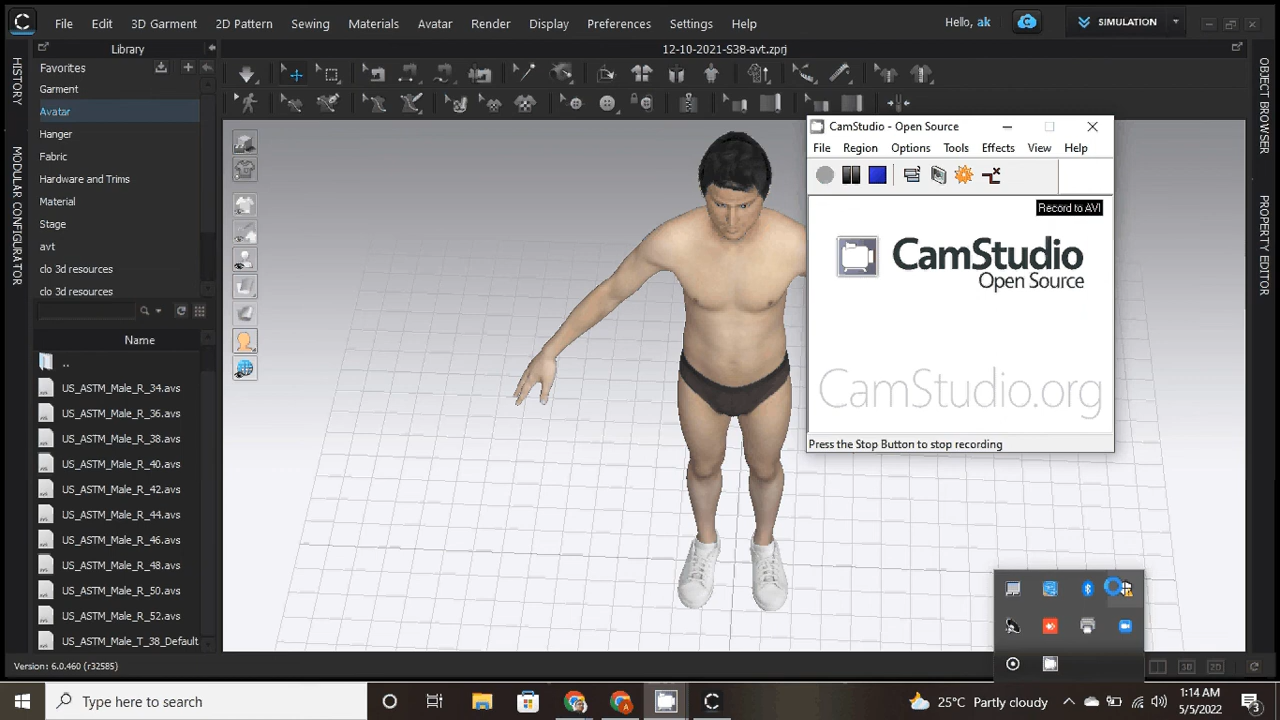 File Edit 3D Garment 2D Pattern Sewing Materials Avatar Render Display Preferences Settings Help
Hello, ak
SIMULATION
Library
12-10-2021-S38-avt.zprj
HISTORY
MODULAR CONFIGURATOR
Favorites
Garment
Avatar
Hanger
Fabric
Hardware and Trims
Material
Stage
avt
clo 3d resources
clo 3d resources
Name
..
US_ASTM_Male_R_34.avs
US_ASTM_Male_R_36.avs
US_ASTM_Male_R_38.avs
US_ASTM_Male_R_40.avs
US_ASTM_Male_R_42.avs
US_ASTM_Male_R_44.avs
US_ASTM_Male_R_46.avs
US_ASTM_Male_R_48.avs
US_ASTM_Male_R_50.avs
US_ASTM_Male_R_52.avs
US_ASTM_Male_T_38_Default
CamStudio - Open Source
File Region Options Tools Effects View Help
Record to AVI
CamStudio
Open Source
CamStudio.org
Press the Stop Button to stop recording
OBJECT BROWSER
PROPERTY EDITOR
Version: 6.0.460 (r32585)
3D 2D
Type here to search
25°C Partly cloudy
1:14 AM
5/5/2022
3